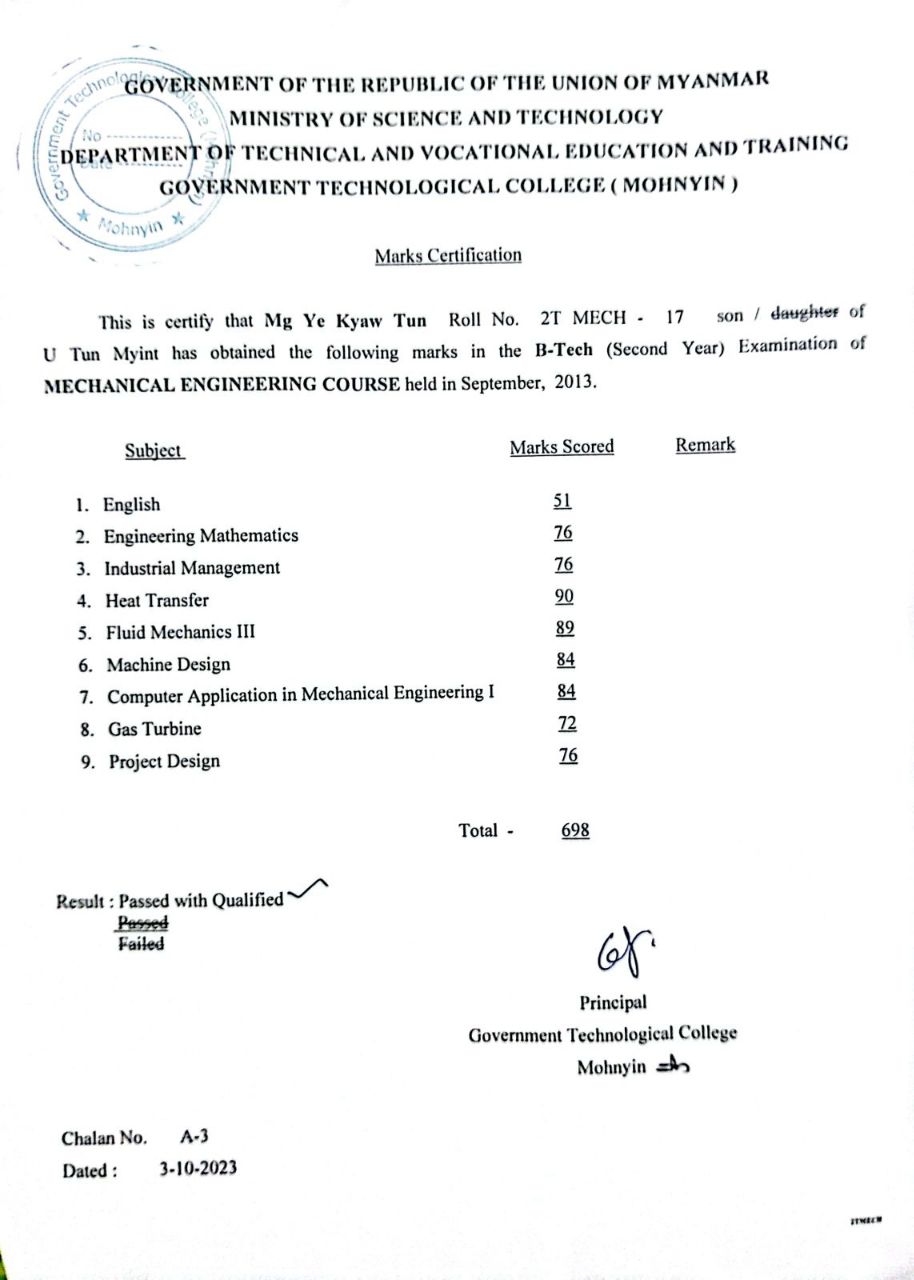 GOVERNMENT OF THE REPUBLIC OF THE UNION OF MYANMAR
MINISTRY OF SCIENCE AND TECHNOLOGY
DEPARTMENT OF TECHNICAL AND VOCATIONAL EDUCATION AND TRAINING
GOVERNMENT TECHNOLOGICAL COLLEGE ( MOHNYIN )
Government Technological College (Mohnyin)
No
Date
Mohnyin
Marks Certification
This is certify that Mg Ye Kyaw Tun Roll No. 2T MECH - 17 son / daughter of
U Tun Myint has obtained the following marks in the B-Tech (Second Year) Examination of
MECHANICAL ENGINEERING COURSE held in September, 2013.
Subject Marks Scored Remark
1. English 51
2. Engineering Mathematics 76
3. Industrial Management 76
4. Heat Transfer 90
5. Fluid Mechanics III 89
6. Machine Design 84
7. Computer Application in Mechanical Engineering I 84
8. Gas Turbine 72
9. Project Design 76
Total - 698
Result : Passed with Qualified
Passed
Failed
Principal
Government Technological College
Mohnyin
Chalan No. A-3
Dated : 3-10-2023